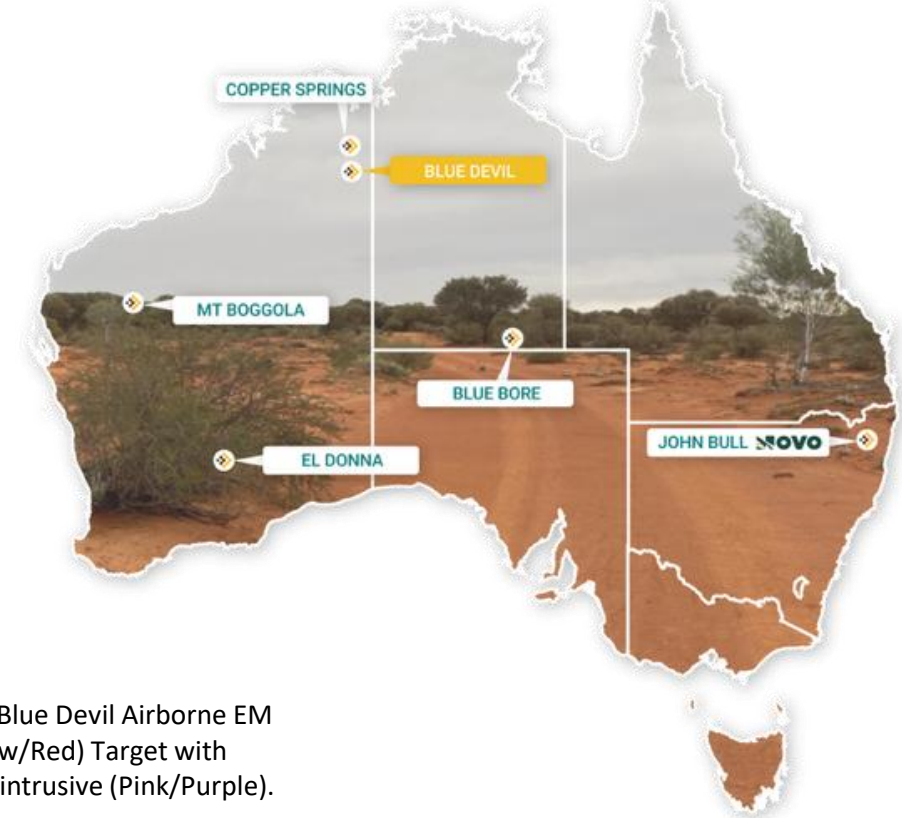 COPPER SPRINGS
BLUE DEVIL
MT BOGGOLA
BLUE BORE
JOHN BULL NOVO
EL DONNA
Blue Devil Airborne EM
w/Red) Target with
intrusive (Pink/Purple).